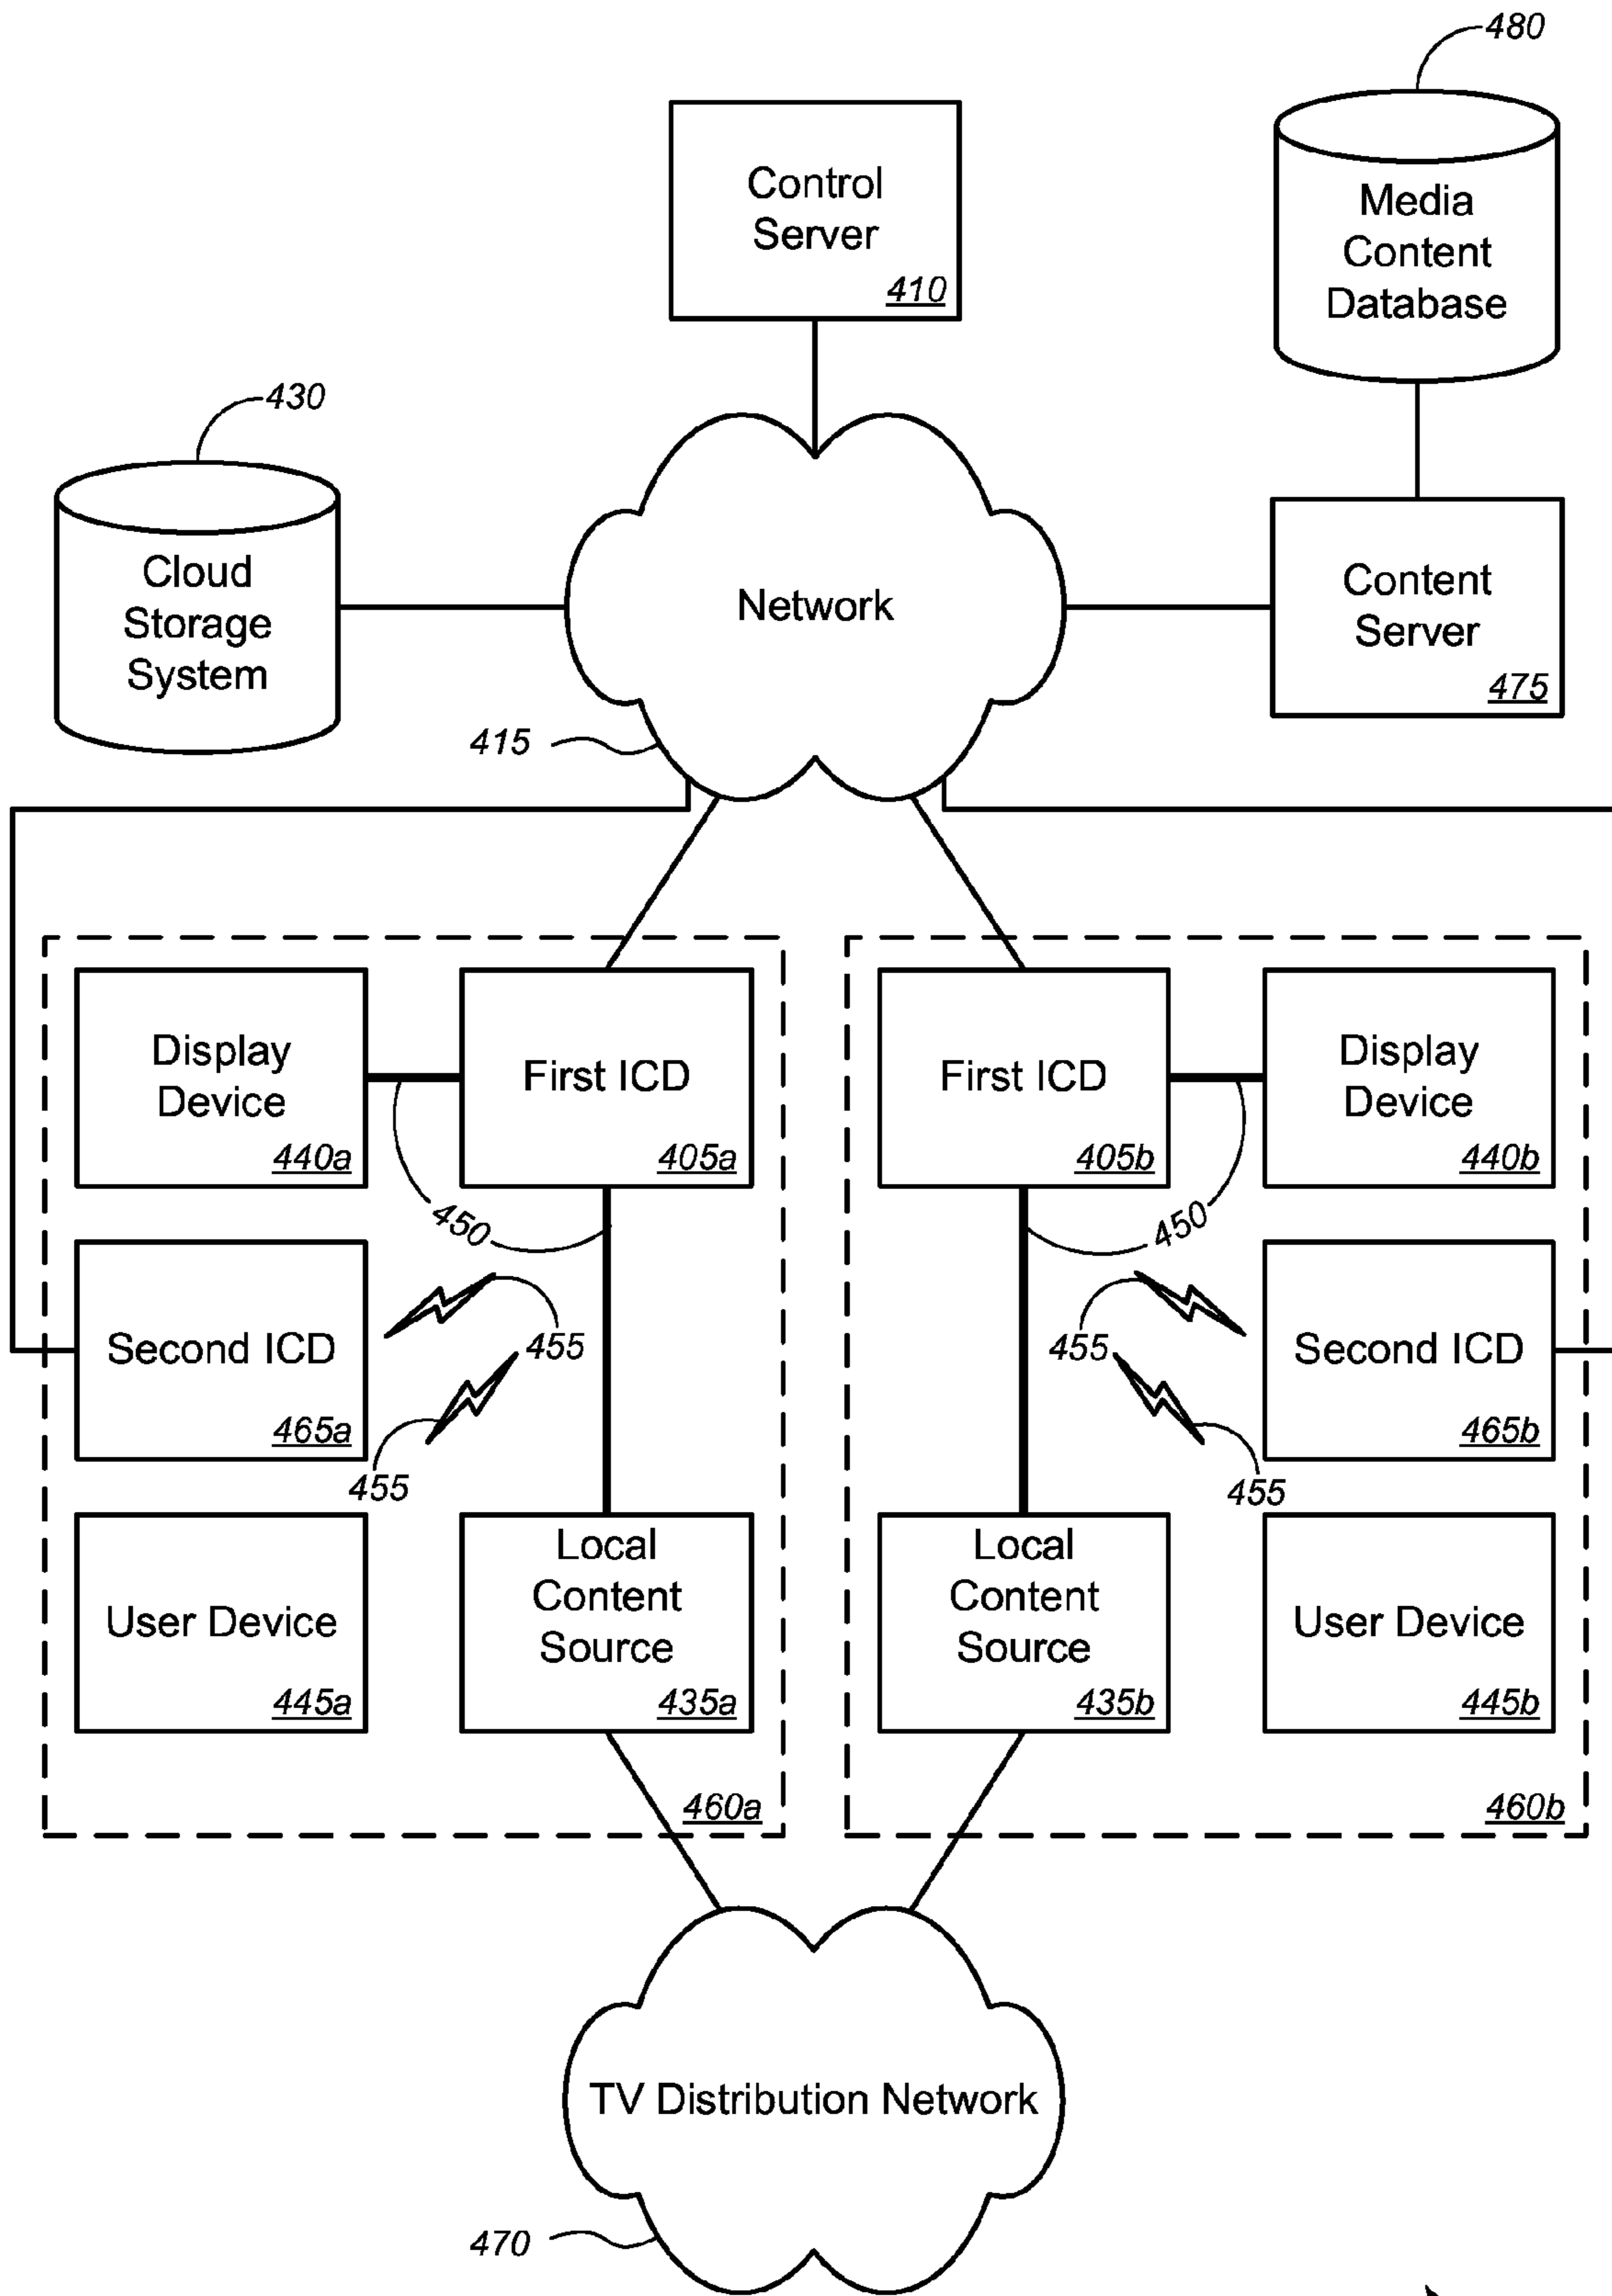 480
Control
Server
410
Media
Content
Database
430
Cloud
Storage
System
Network
Content
Server
475
415
Display
Device
440a
First ICD
405a
First ICD
405b
Display
Device
440b
450
450
Second ICD
465a
455
455
455
455
Second ICD
465b
User Device
445a
Local
Content
Source
435a
Local
Content
Source
435b
User Device
445b
460a
460b
TV Distribution Network
470